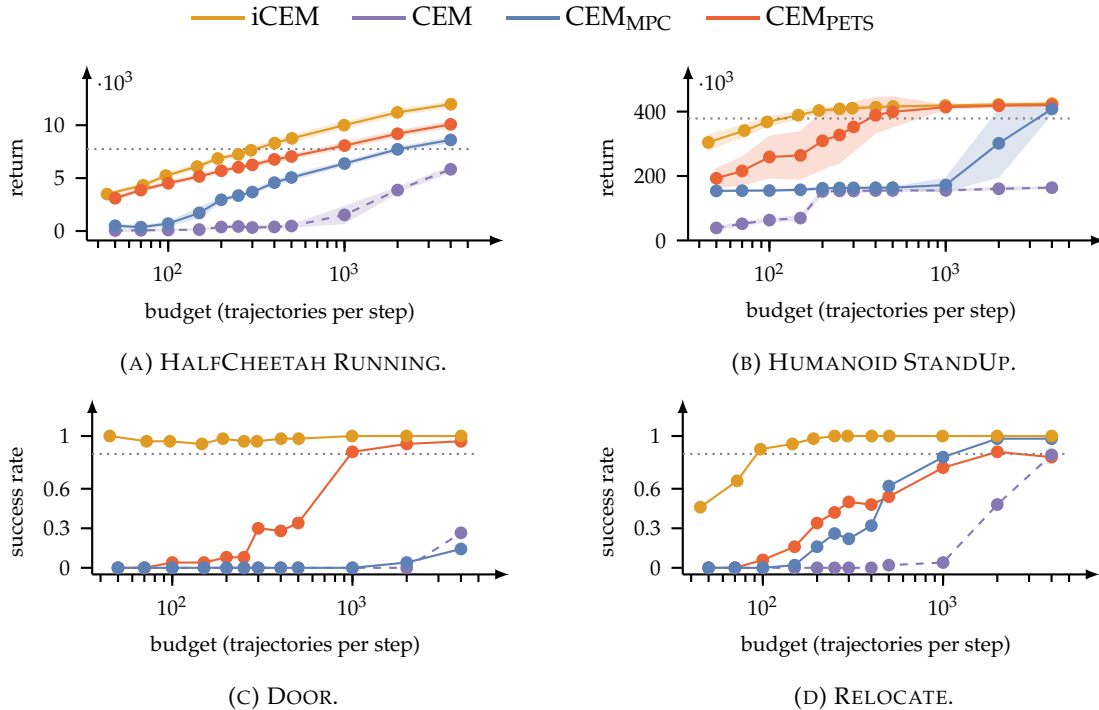 iCEM CEM CEM_MPC CEM_PETS
·10³
10
5
0
return
10² 10³
budget (trajectories per step)
(A) HALFCHEETAH RUNNING.
·10³
400
200
0
return
10² 10³
budget (trajectories per step)
(B) HUMANOID STANDUP.
1
0.6
0.3
0
success rate
10² 10³
budget (trajectories per step)
(C) DOOR.
1
0.6
0.3
0
success rate
10² 10³
budget (trajectories per step)
(D) RELOCATE.